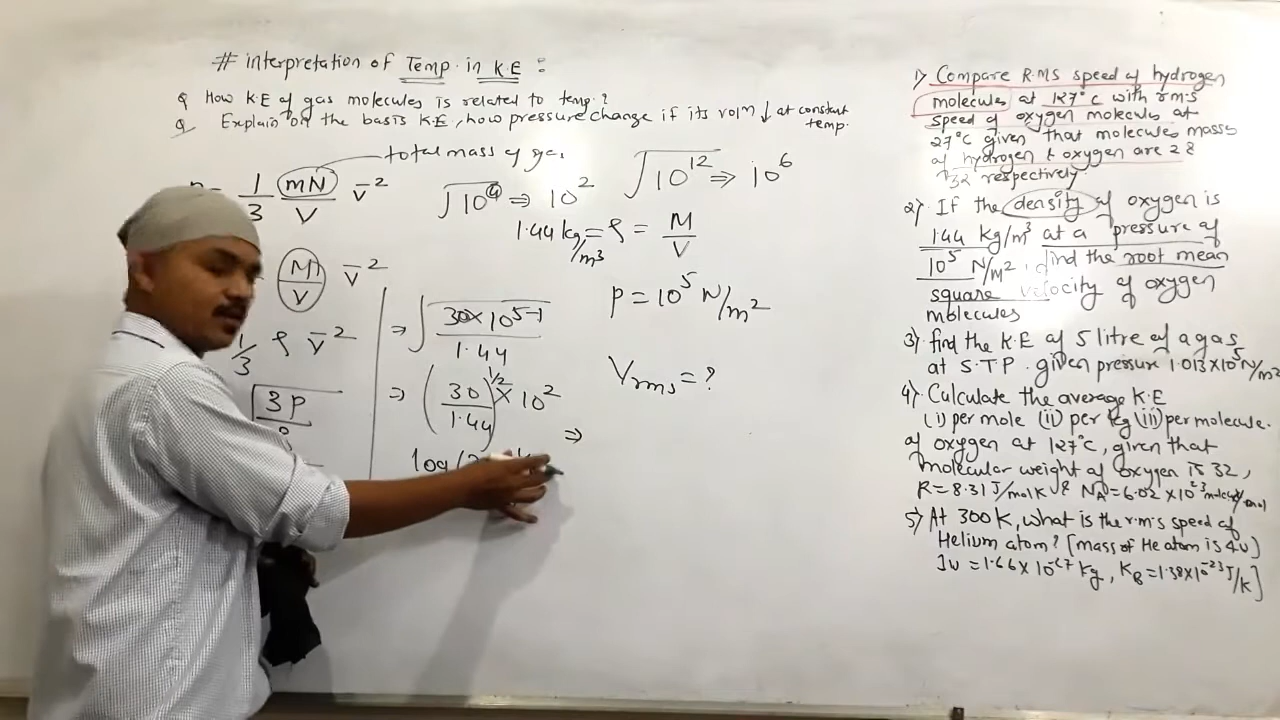 # interpretation of Temp. in K.E :
Q How K.E of gas molecules is related to temp.?
Q Explain on the basis K.E, how pressure change if its volm ↓ at constant
temp.
total mass of gas
1/3 mN/V v̄²
√10⁴ ⇒ 10²
√10¹² ⇒ 10⁶
1.44 kg/m³ = ρ = M/V
M/V v̄²
P = 10⁵ N/m²
1/3 ρ v̄²
⇒ √30×10⁵⁻¹/1.44
Vrms = ?
√3P/ρ
⇒ (30/1.44)^½ × 10²
⇒
log(
1) Compare R.M.S speed of hydrogen
molecules at 127°C with r.m.s
speed of oxygen molecules at
27°C given that molecules masses
of hydrogen & oxygen are 2 &
32 respectively.
2) If the density of oxygen is
1.44 kg/m³ at a pressure of
10⁵ N/m², find the root mean
square velocity of oxygen
molecules
3) find the K.E of 5 litre of a gas
at S.T.P. given pressure 1.013×10⁵ N/m²
4) Calculate the average K.E
(i) per mole (ii) per kg (iii) per molecule.
of oxygen at 127°C, given that
molecular weight of oxygen is 32,
R = 8.31 J/mol K & NA = 6.02 × 10²³
5) At 300 K, what is the r.m.s speed of
Helium atom? [mass of He atom is 4u]
1u = 1.66 × 10⁻²⁷ kg, KB = 1.38×10⁻²³ J/K]